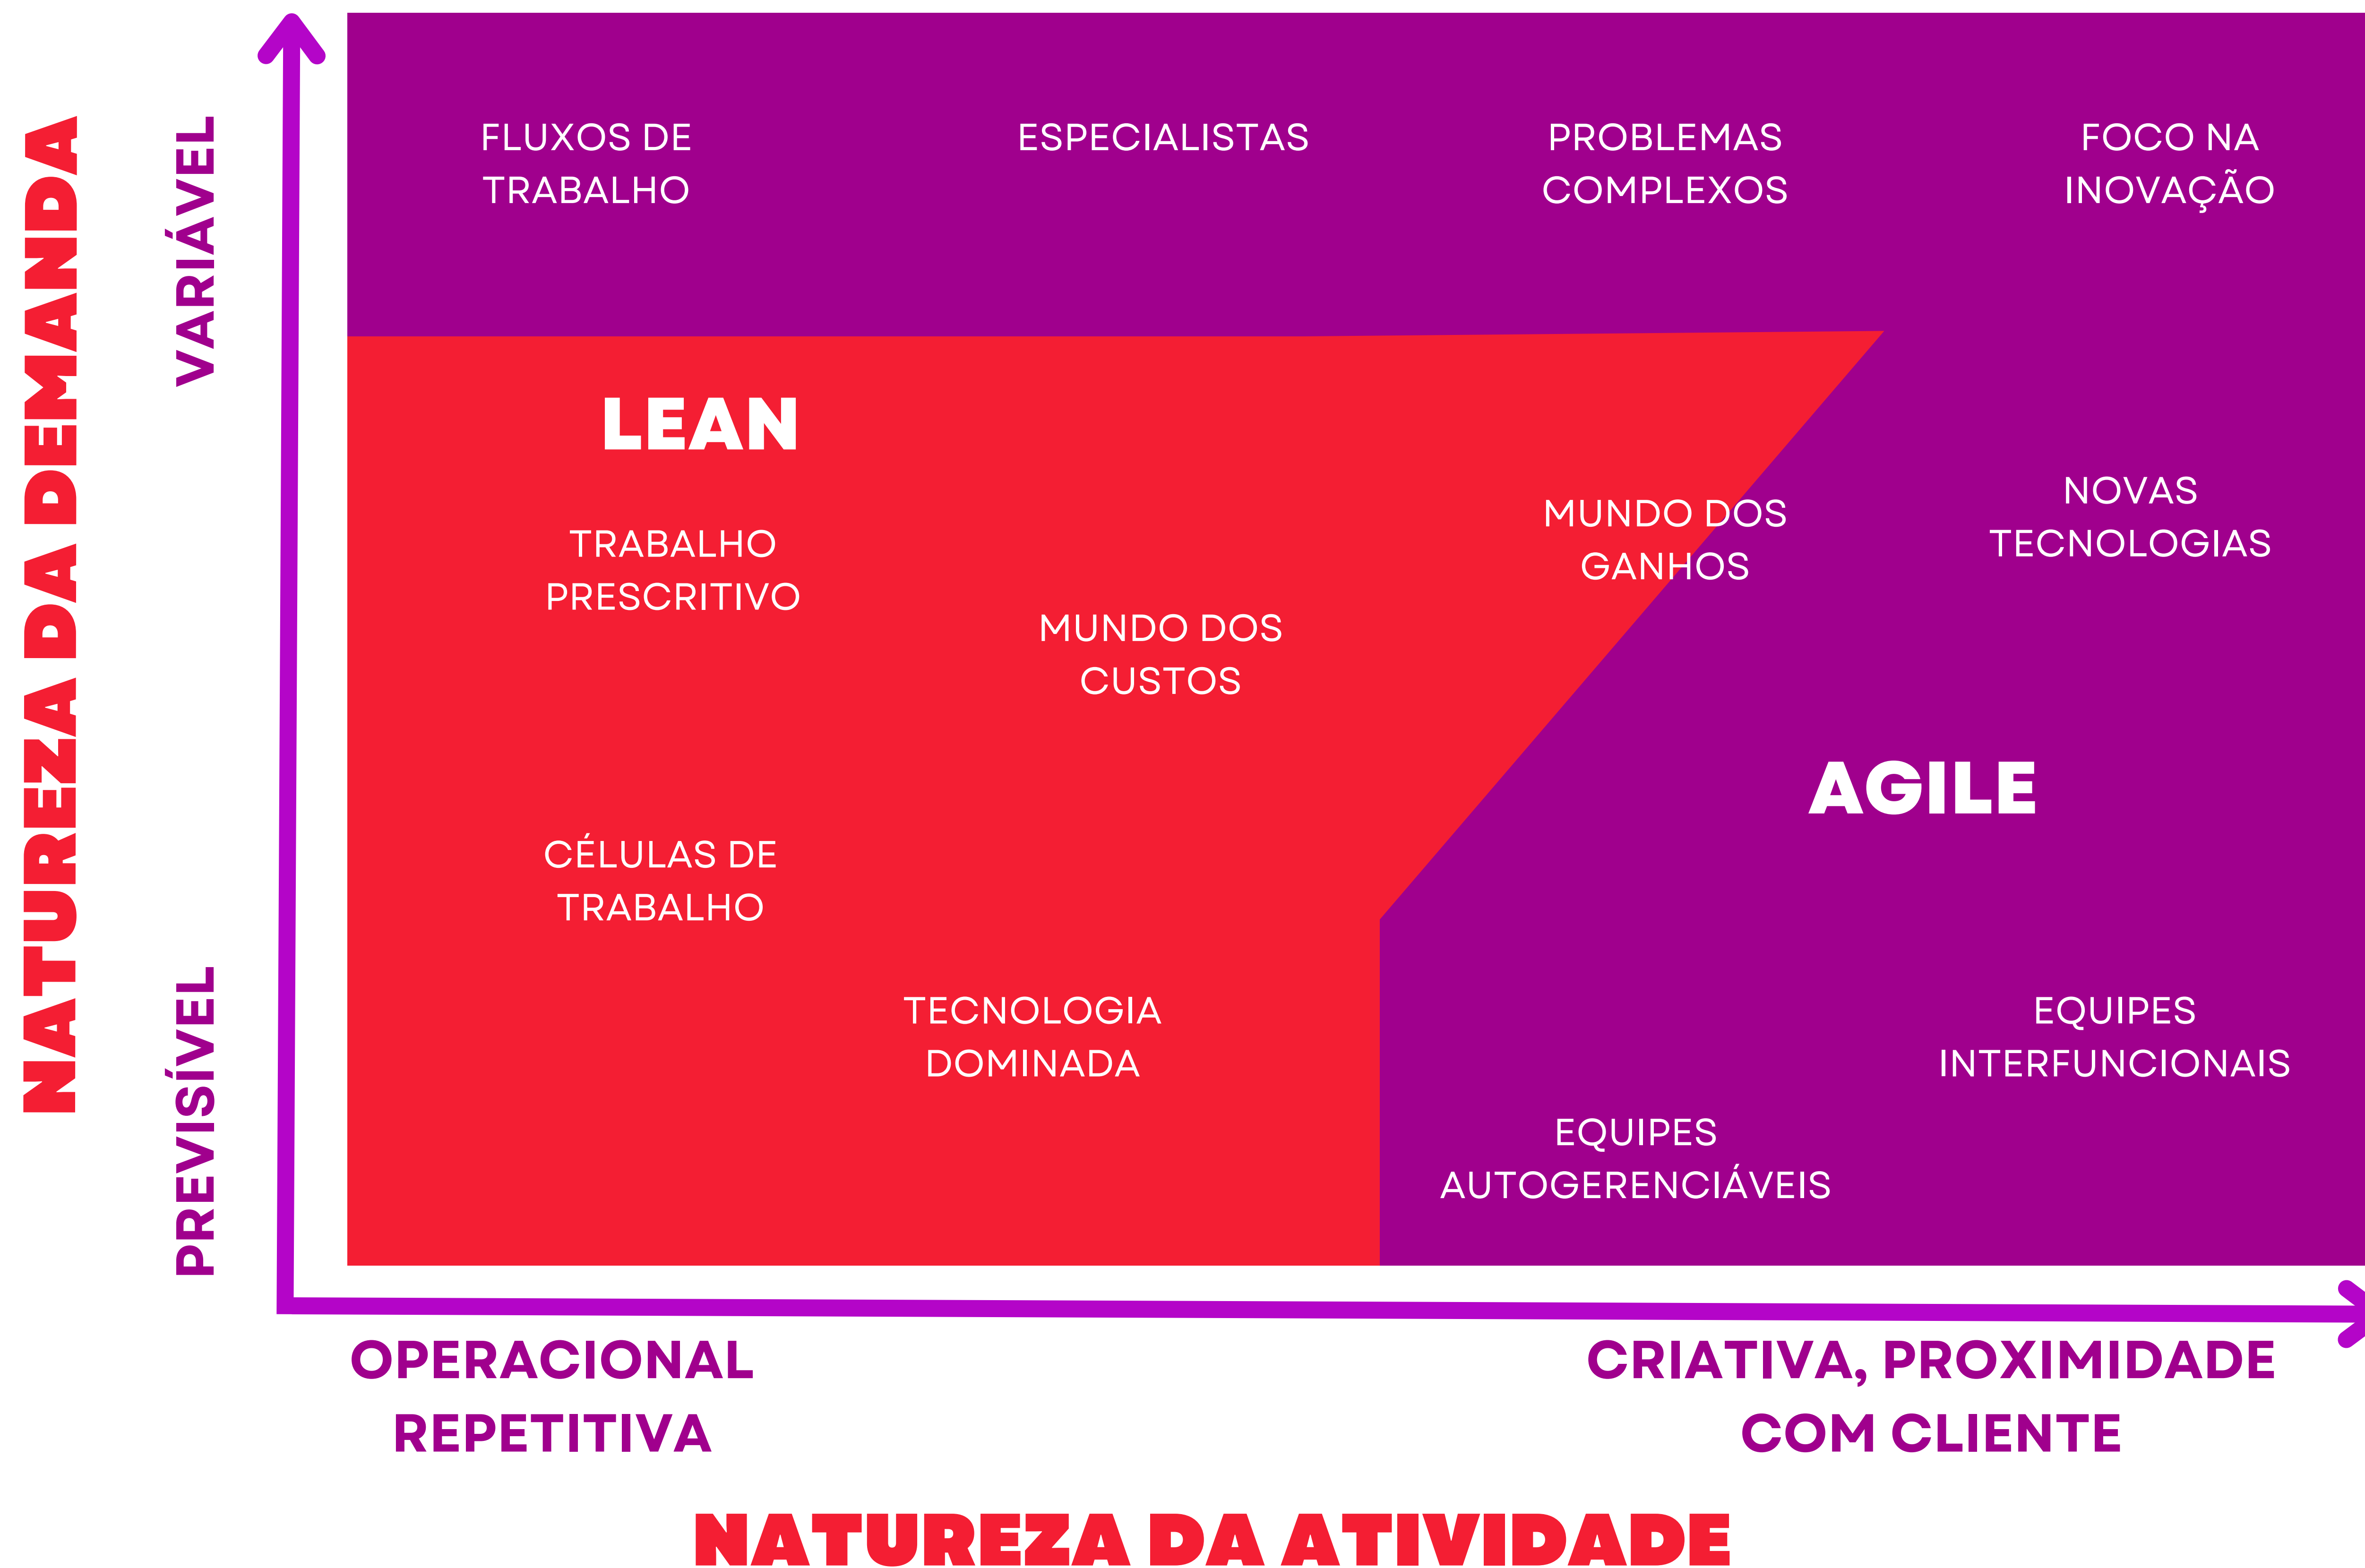 NATUREZA DA DEMANDA
VARIÁVEL
PREVISÍVEL
FLUXOS DE
TRABALHO
ESPECIALISTAS
PROBLEMAS
COMPLEXOS
FOCO NA
INOVAÇÃO
LEAN
TRABALHO
PRESCRITIVO
MUNDO DOS
CUSTOS
MUNDO DOS
GANHOS
NOVAS
TECNOLOGIAS
AGILE
CÉLULAS DE
TRABALHO
TECNOLOGIA
DOMINADA
EQUIPES
INTERFUNCIONAIS
EQUIPES
AUTOGERENCIÁVEIS
OPERACIONAL
REPETITIVA
CRIATIVA, PROXIMIDADE
COM CLIENTE
NATUREZA DA ATIVIDADE